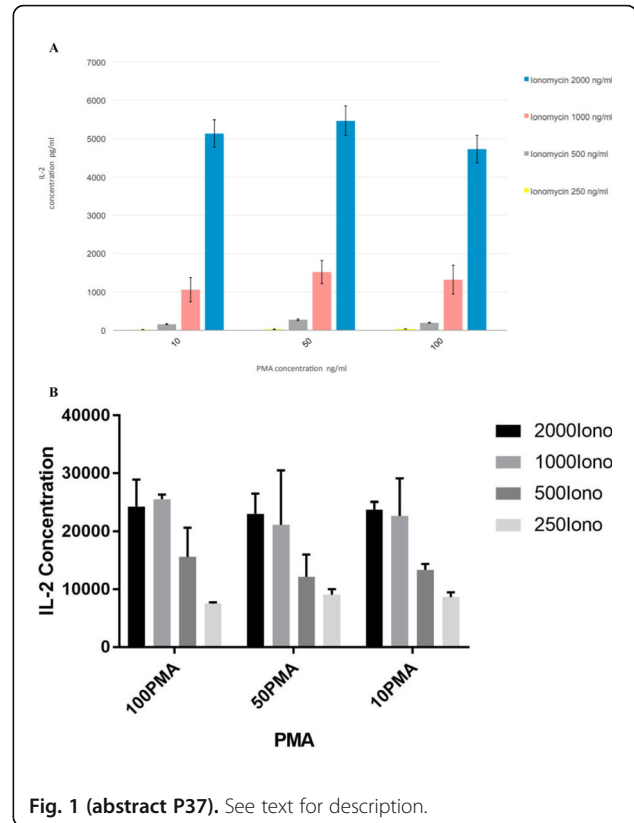 A
7000
6000
5000
4000
3000
2000
1000
0
IL-2
concentration pg/ml
10
50
100
PMA concentration ng/ml
Ionomycin 2000 ng/ml
Ionomycin 1000 ng/ml
Ionomycin 500 ng/ml
Ionomycin 250 ng/ml
B
40000
30000
20000
10000
0
IL-2 Concentration
100PMA
50PMA
10PMA
PMA
2000Iono
1000Iono
500Iono
250Iono
Fig. 1 (abstract P37). See text for description.